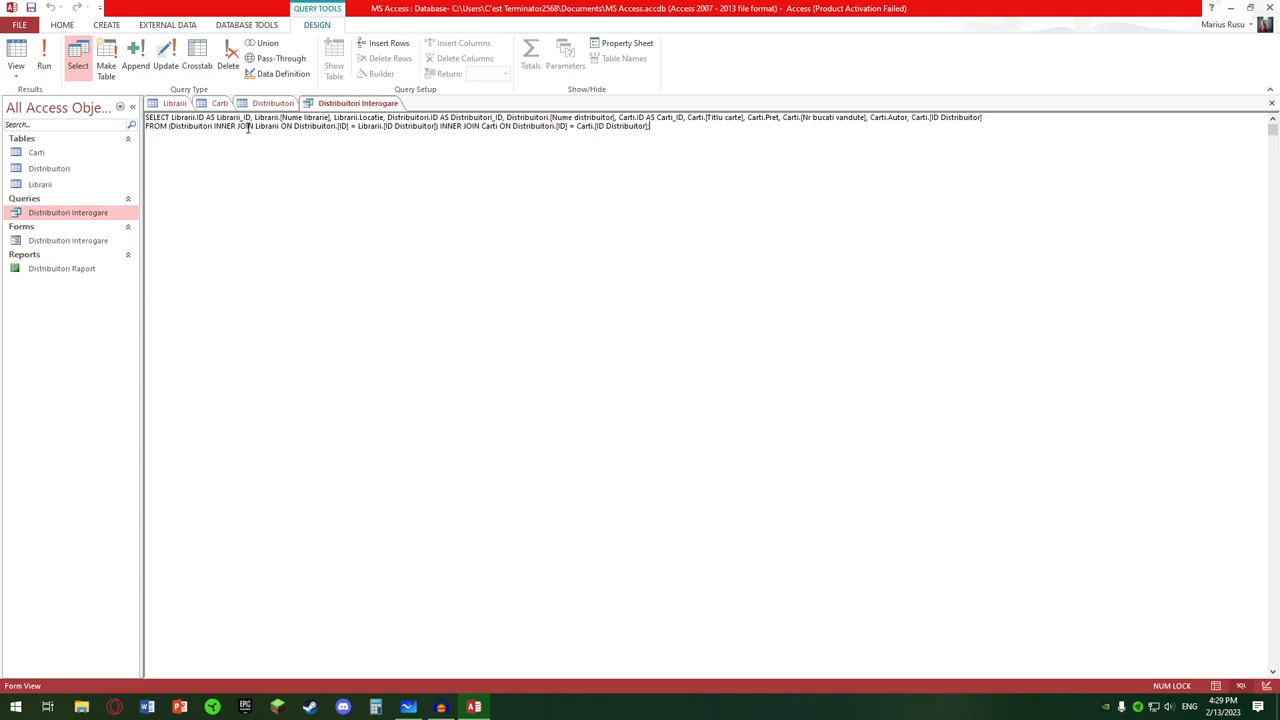 QUERY TOOLS
MS Access : Database- C:\Users\C'est Terminator2568\Documents\MS Access.accdb (Access 2007 - 2013 file format) - Access (Product Activation Failed)
FILE HOME CREATE EXTERNAL DATA DATABASE TOOLS DESIGN
Marius Rusu
View Run Select Make Table Append Update Crosstab Delete
Union
Pass-Through
Data Definition
Show Table
Insert Rows
Delete Rows
Builder
Insert Columns
Delete Columns
Return:
Totals Parameters
Property Sheet
Table Names
Results Query Type Query Setup Show/Hide
All Access Obje...
Search...
Tables
Carti
Distribuitori
Librarii
Queries
Distribuitori Interogare
Forms
Distribuitori Interogare
Reports
Distribuitori Raport
Librarii Carti Distribuitori Distribuitori Interogare
SELECT Librarii.ID AS Librarii_ID, Librarii.[Nume librarie], Librarii.Locatie, Distribuitori.ID AS Distribuitori_ID, Distribuitori.[Nume distribuitor], Carti.ID AS Carti_ID, Carti.[Titlu carte], Carti.Pret, Carti.[Nr bucati vandute], Carti.Autor, Carti.[ID Distribuitor]
FROM (Distribuitori INNER JOIN Librarii ON Distribuitori.[ID] = Librarii.[ID Distribuitor]) INNER JOIN Carti ON Distribuitori.[ID] = Carti.[ID Distribuitor];
Form View
NUM LOCK
SQL
ENG
4:29 PM
2/13/2023